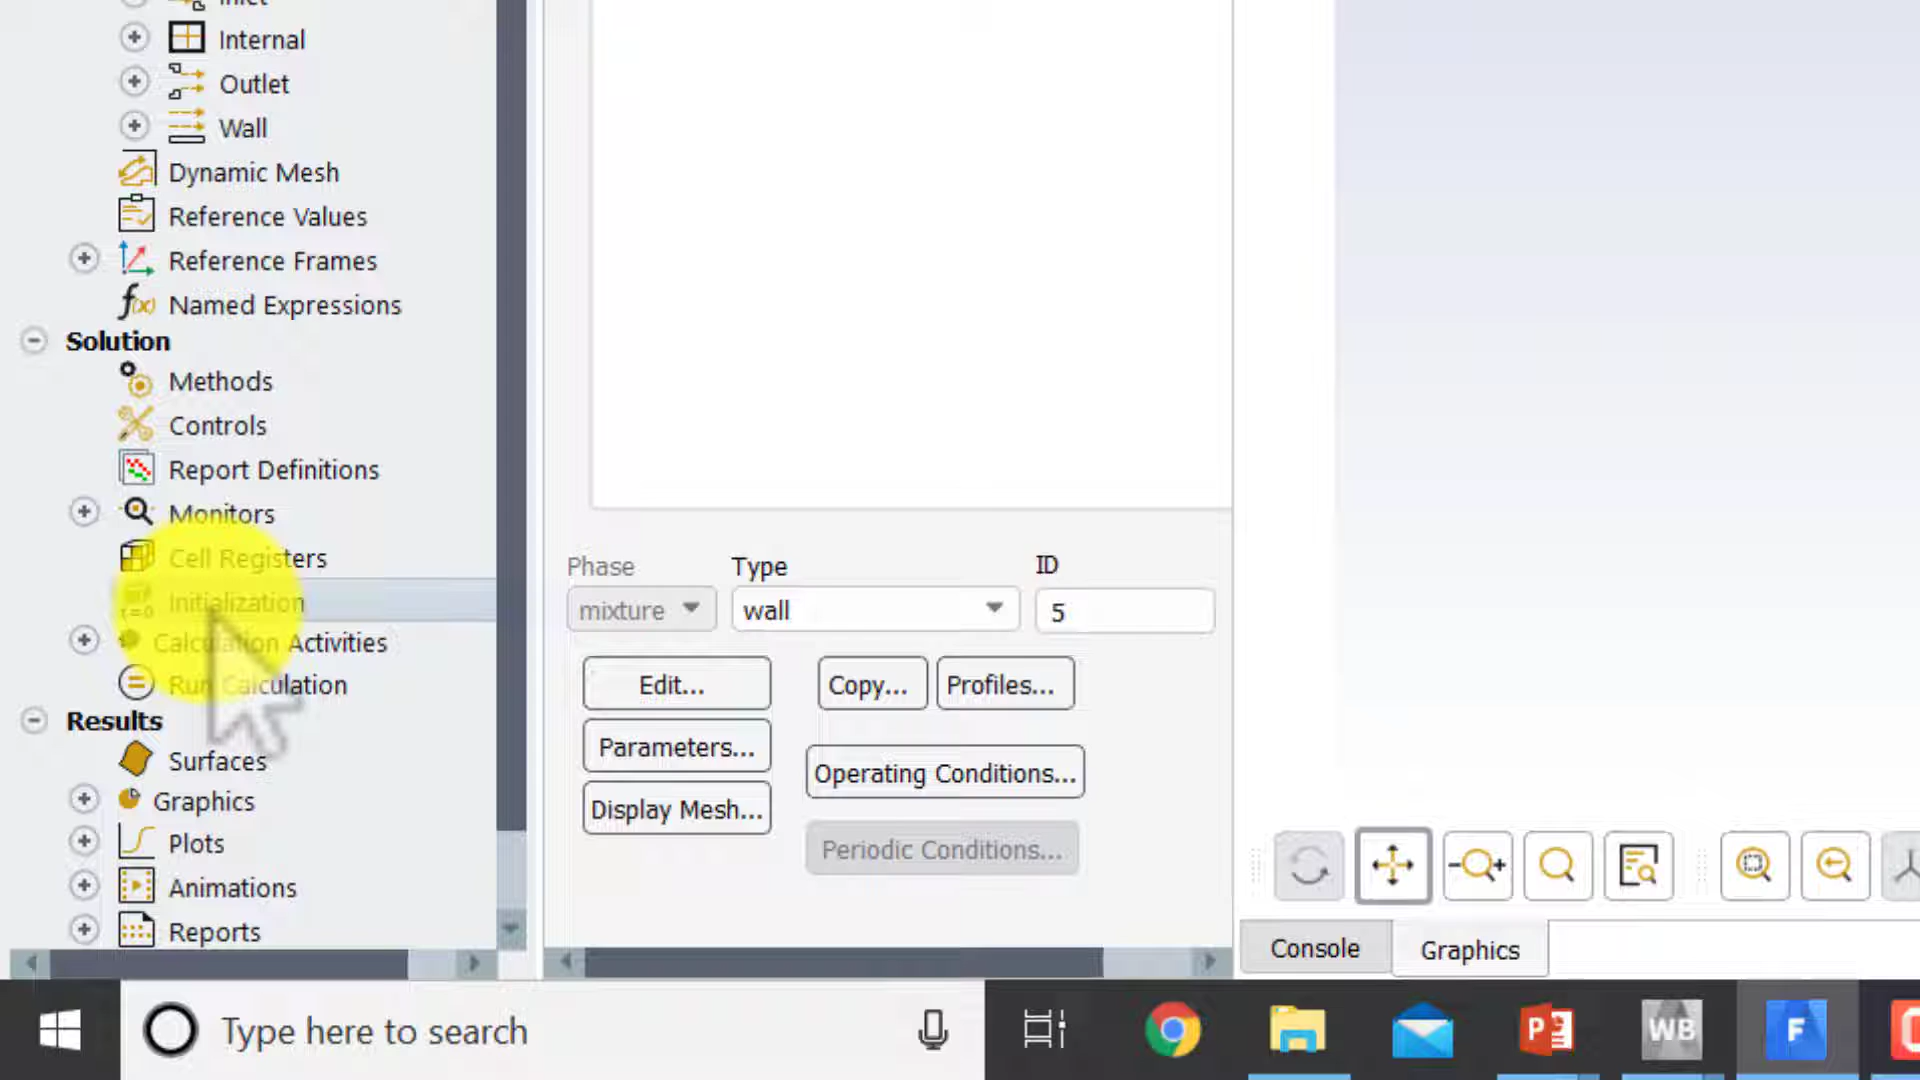 Inlet
Internal
Outlet
Wall
Dynamic Mesh
Reference Values
Reference Frames
f(x) Named Expressions
Solution
Methods
Controls
Report Definitions
Monitors
Cell Registers
Initialization
Calculation Activities
Run Calculation
Results
Surfaces
Graphics
Plots
Animations
Reports
Phase Type ID
mixture wall 5
Edit... Copy... Profiles...
Parameters...
Operating Conditions...
Display Mesh...
Periodic Conditions...
Console Graphics
Type here to search
P WB F